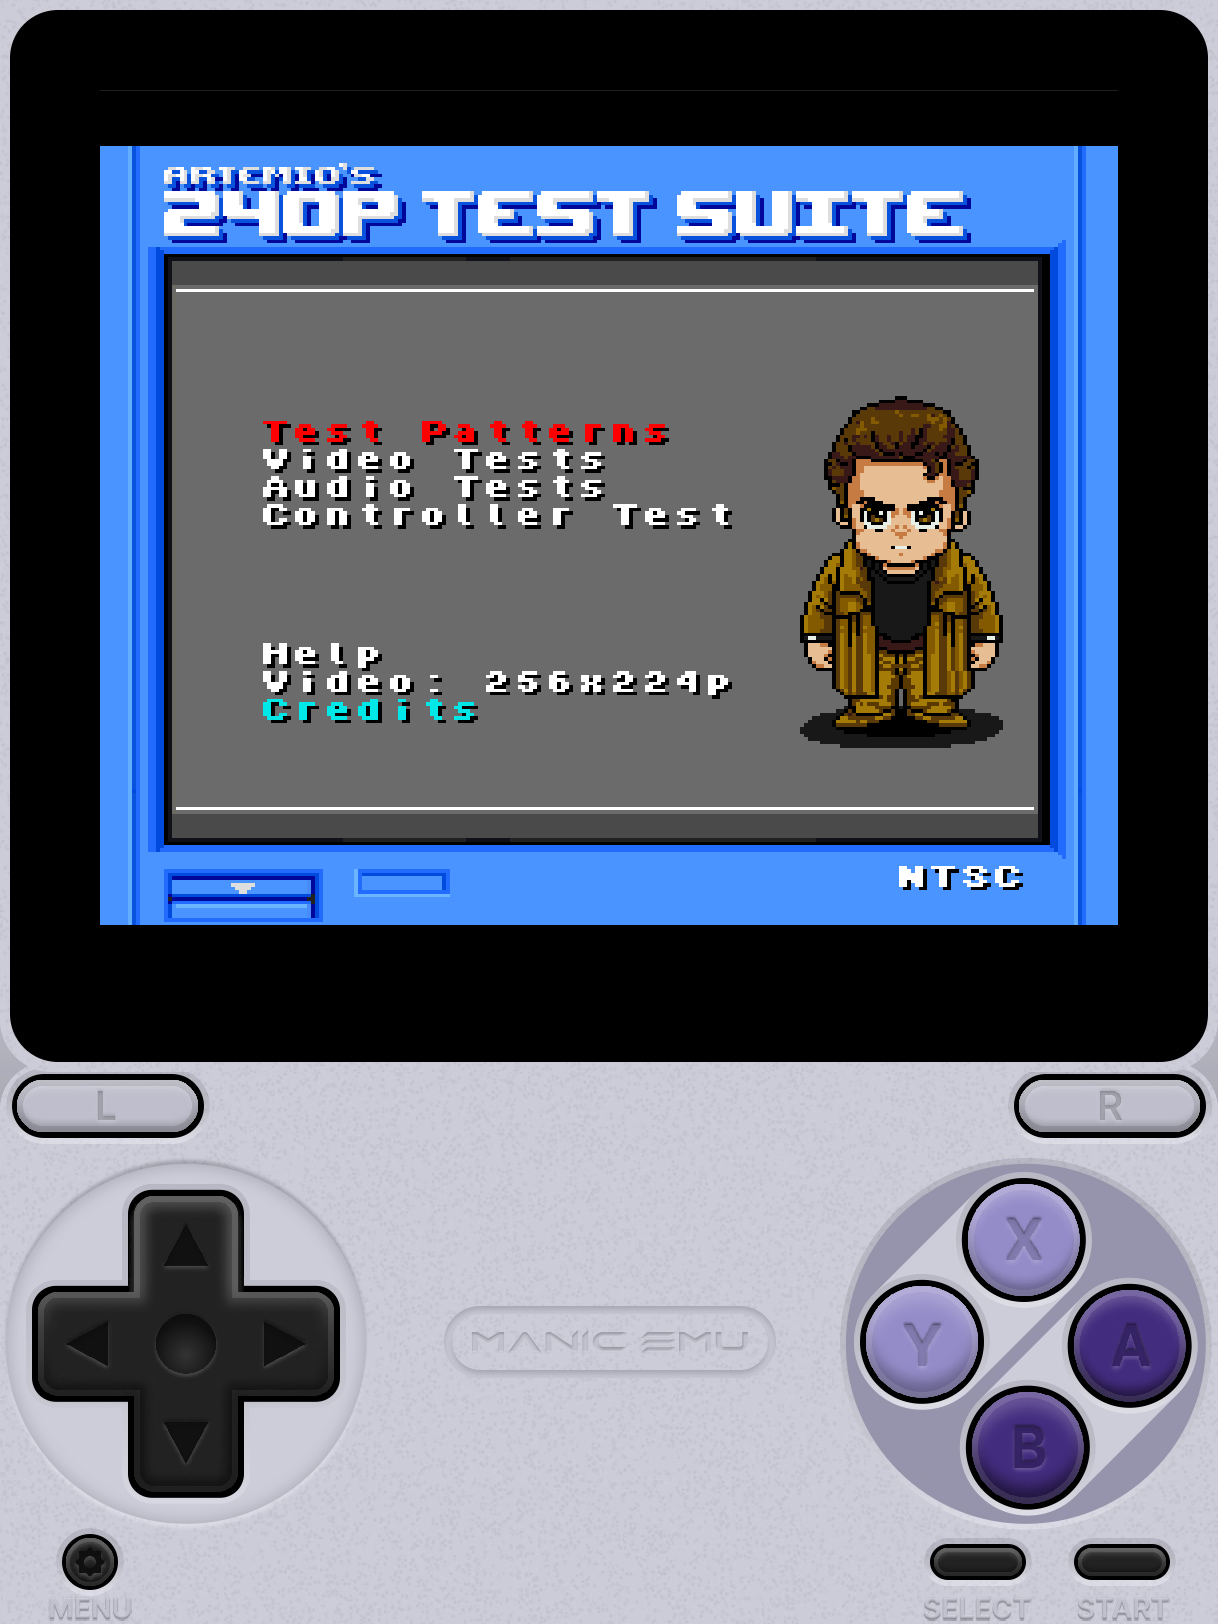 ARTEMIO'S
240P TEST SUITE
Test Patterns
Video Tests
Audio Tests
Controller Test
Help
Video: 256x224p
Credits
NTSC
L
R
X
Y
A
B
MANIC EMU
MENU
SELECT
START